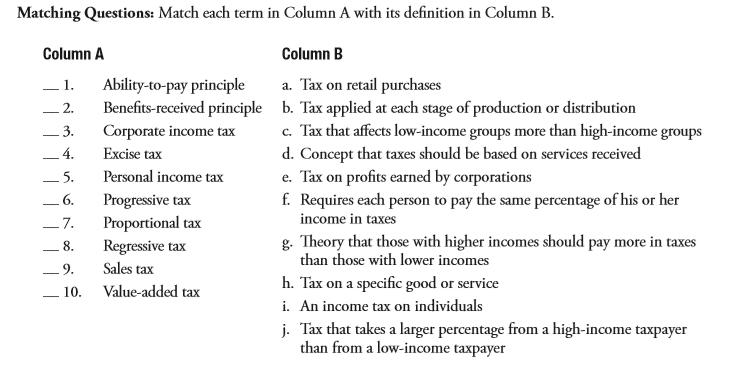 Matching Questions: Match each term in Column A with its definition in Column B.
Column A
__ 1. Ability-to-pay principle
__ 2. Benefits-received principle
__ 3. Corporate income tax
__ 4. Excise tax
__ 5. Personal income tax
__ 6. Progressive tax
__ 7. Proportional tax
__ 8. Regressive tax
__ 9. Sales tax
__ 10. Value-added tax
Column B
a. Tax on retail purchases
b. Tax applied at each stage of production or distribution
c. Tax that affects low-income groups more than high-income groups
d. Concept that taxes should be based on services received
e. Tax on profits earned by corporations
f. Requires each person to pay the same percentage of his or her
income in taxes
g. Theory that those with higher incomes should pay more in taxes
than those with lower incomes
h. Tax on a specific good or service
i. An income tax on individuals
j. Tax that takes a larger percentage from a high-income taxpayer
than from a low-income taxpayer